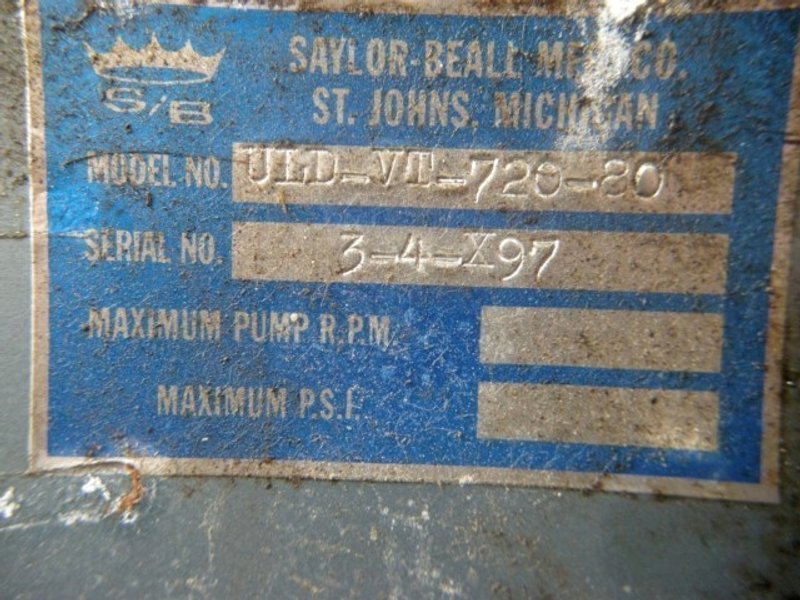 S/B
SAYLOR-BEALL MFG. CO.
ST. JOHNS, MICHIGAN
MODEL NO. ULD-VT-720-80
SERIAL NO. 3-4-X97
MAXIMUM PUMP R.P.M.
MAXIMUM P.S.I.